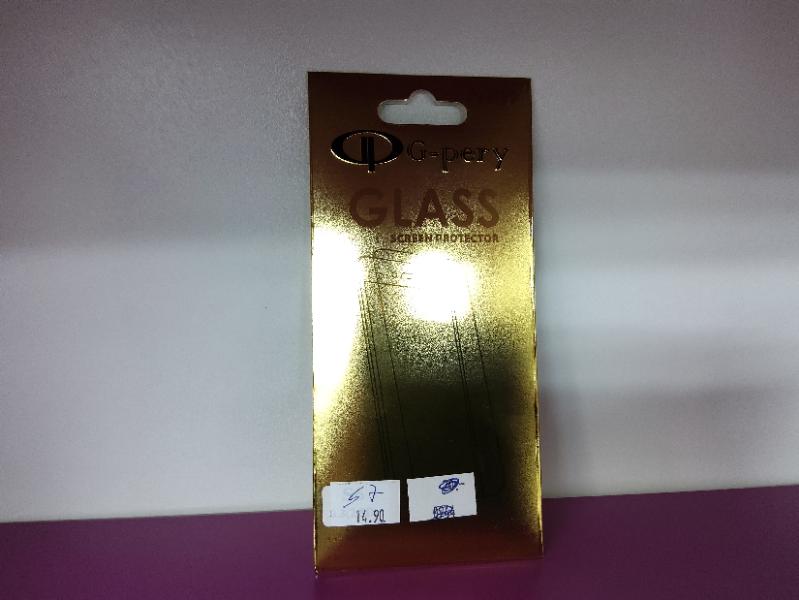 G-pery
GLASS
SCREEN PROTECTOR
S7
14.90